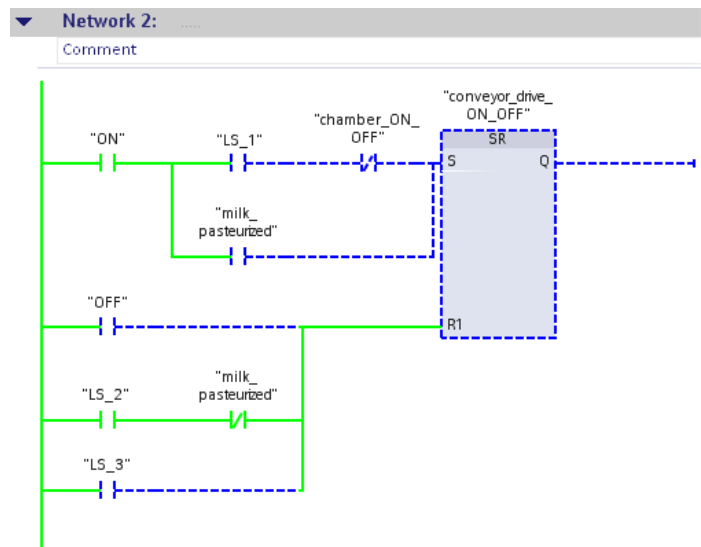 Network 2: .....
Comment
"conveyor_drive_
ON_OFF"
"chamber_ON_
OFF"
"ON"
"LS_1"
SR
S
Q
"milk_
pasteurized"
"OFF"
R1
"LS_2"
"milk_
pasteurized"
"LS_3"